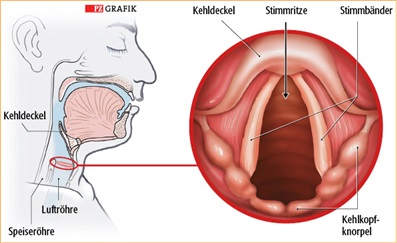 PZ GRAFIK
Kehldeckel
Stimmritze
Stimmbänder
Kehldeckel
Luftröhre
Speiseröhre
Kehlkopf-
knorpel